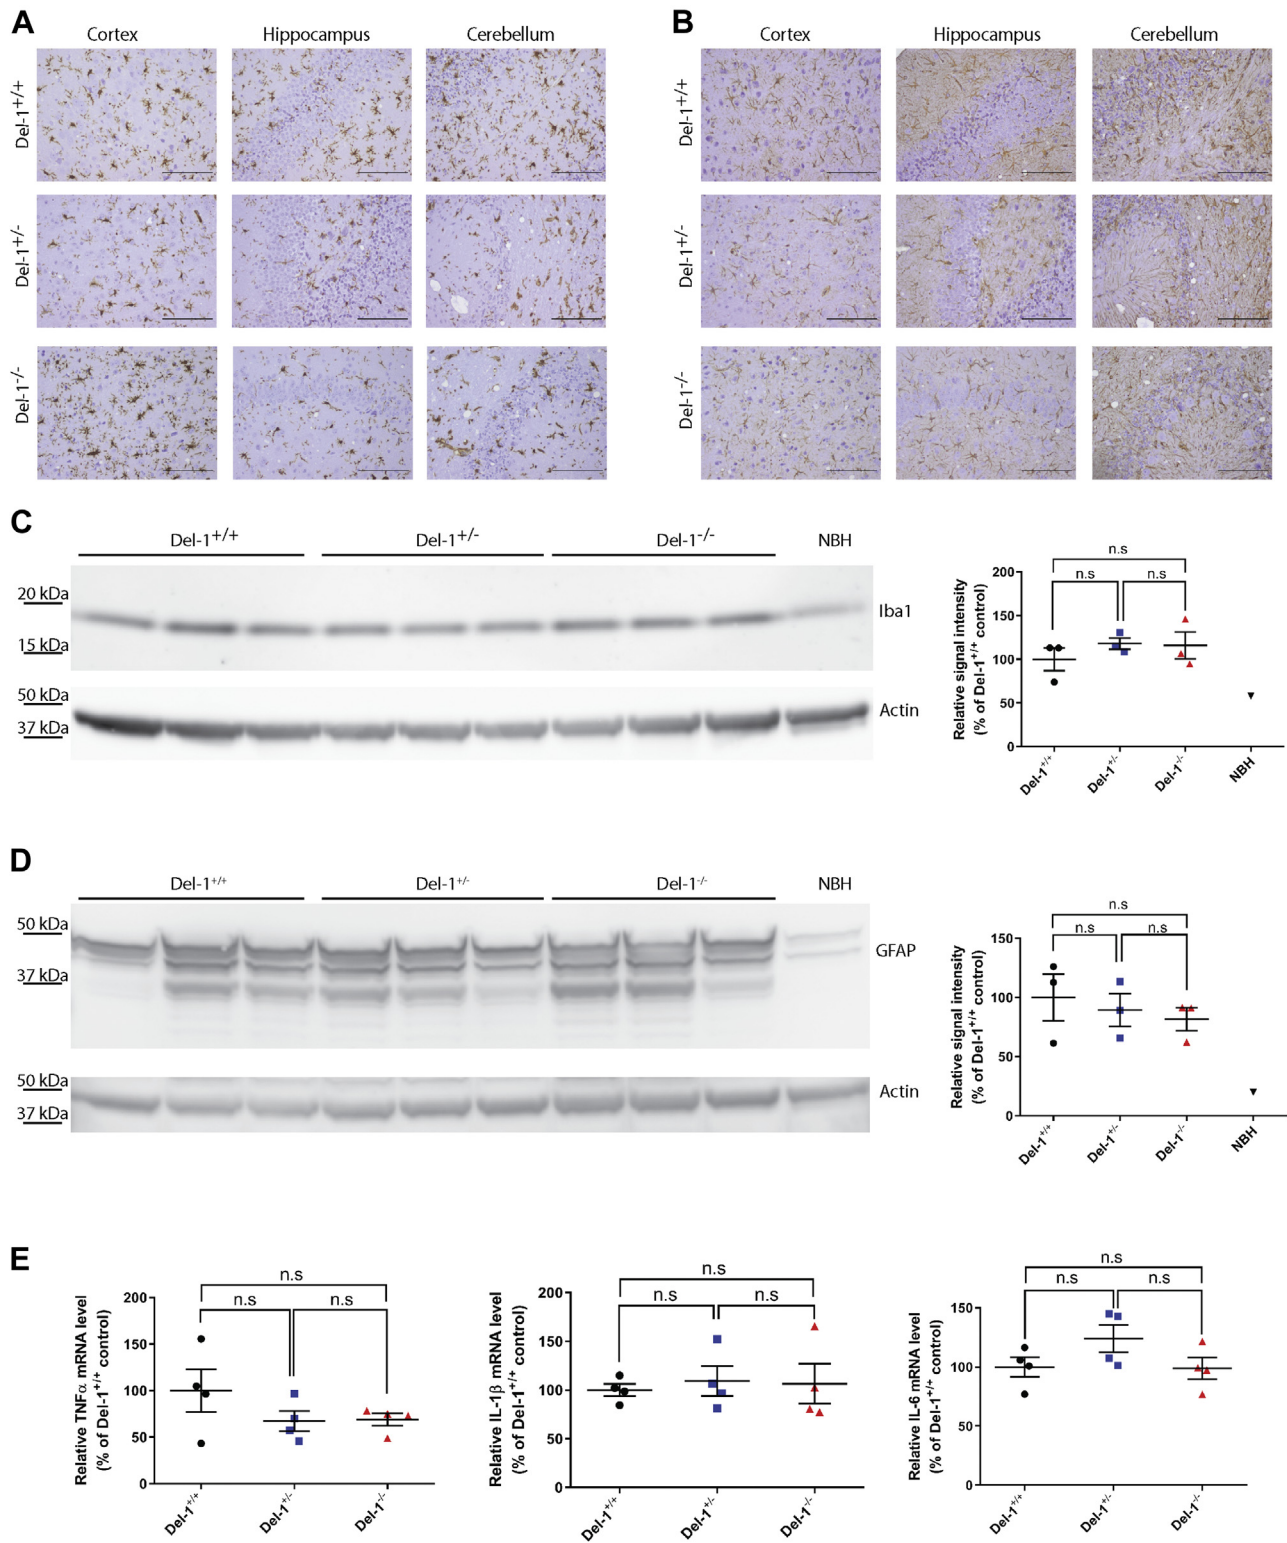 A
Cortex Hippocampus Cerebellum
Del-1+/+
Del-1+/-
Del-1-/-
B
Cortex Hippocampus Cerebellum
Del-1+/+
Del-1+/-
Del-1-/-
C
Del-1+/+ Del-1+/- Del-1-/- NBH
20 kDa
15 kDa
Iba1
50 kDa
37 kDa
Actin
Relative signal intensity
(% of Del-1+/+ control)
200
150
100
50
0
n.s
n.s n.s
Del-1+/+ Del-1+/- Del-1-/- NBH
D
Del-1+/+ Del-1+/- Del-1-/- NBH
50 kDa
37 kDa
GFAP
50 kDa
37 kDa
Actin
Relative signal intensity
(% of Del-1+/+ control)
150
100
50
0
n.s
n.s n.s
Del-1+/+ Del-1+/- Del-1-/- NBH
E
Relative TNFα mRNA level
(% of Del-1+/+ control)
200
150
100
50
0
n.s
n.s n.s
Del-1+/+ Del-1+/- Del-1-/-
Relative IL-1β mRNA level
(% of Del-1+/+ control)
200
150
100
50
0
n.s
n.s n.s
Del-1+/+ Del-1+/- Del-1-/-
Relative IL-6 mRNA level
(% of Del-1+/+ control)
150
100
50
0
n.s
n.s n.s
Del-1+/+ Del-1+/- Del-1-/-